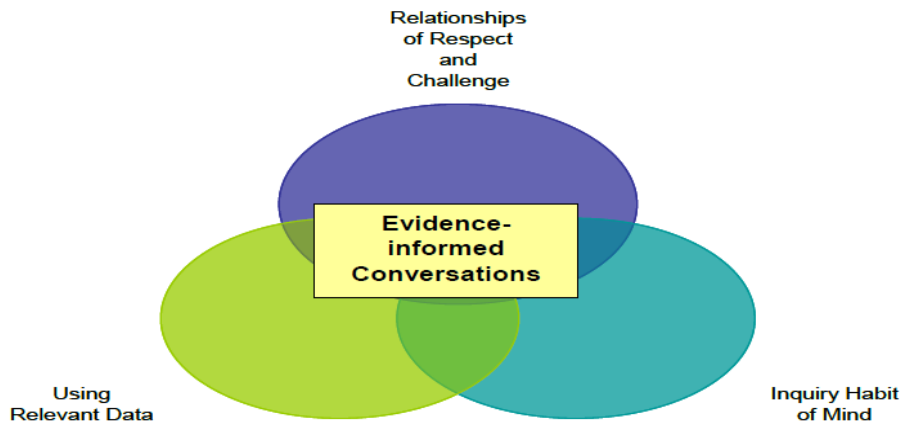 Relationships
of Respect
and
Challenge
Evidence-
informed
Conversations
Using
Relevant Data
Inquiry Habit
of Mind